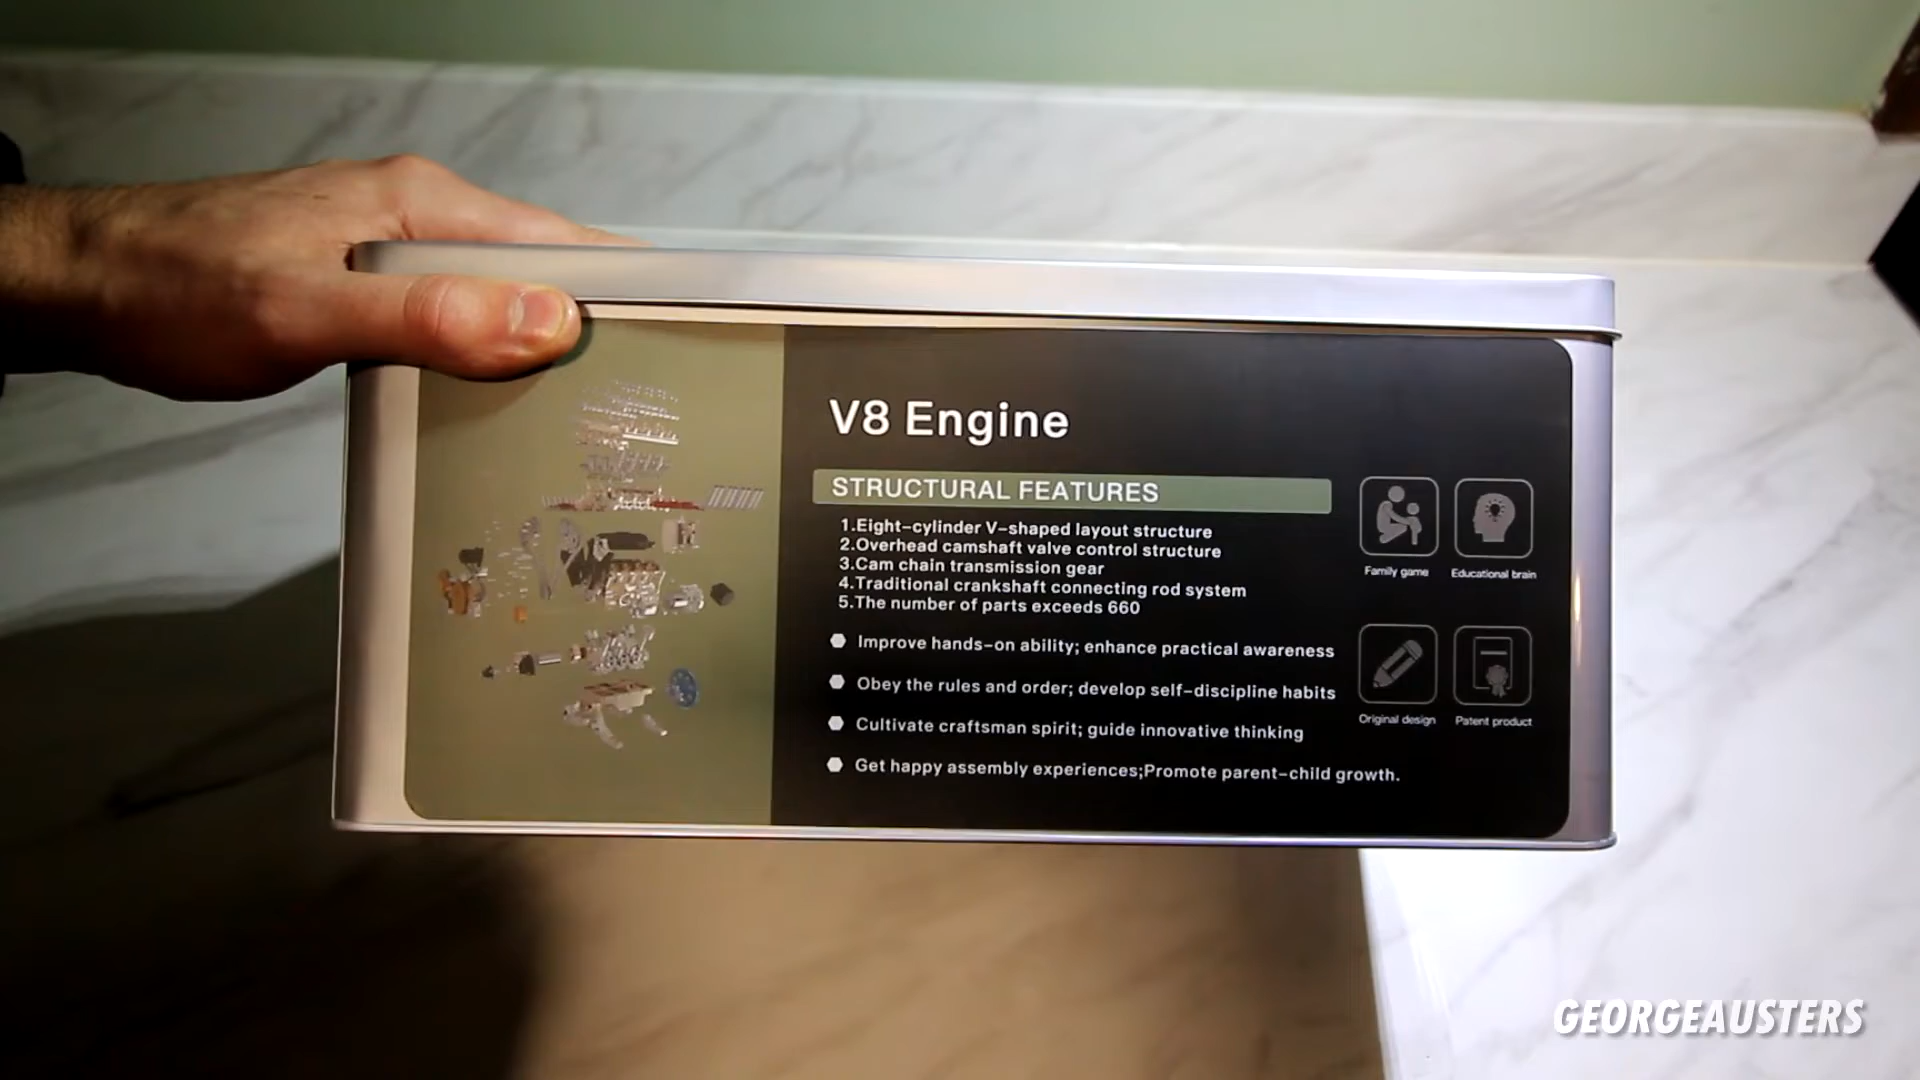 V8 Engine
STRUCTURAL FEATURES
1.Eight-cylinder V-shaped layout structure
2.Overhead camshaft valve control structure
3.Cam chain transmission gear
4.Traditional crankshaft connecting rod system
5.The number of parts exceeds 660
Improve hands-on ability; enhance practical awareness
Obey the rules and order; develop self-discipline habits
Cultivate craftsman spirit; guide innovative thinking
Get happy assembly experiences;Promote parent-child growth.
Family game
Educational brain
Original design
Patent product
GEORGEAUSTERS